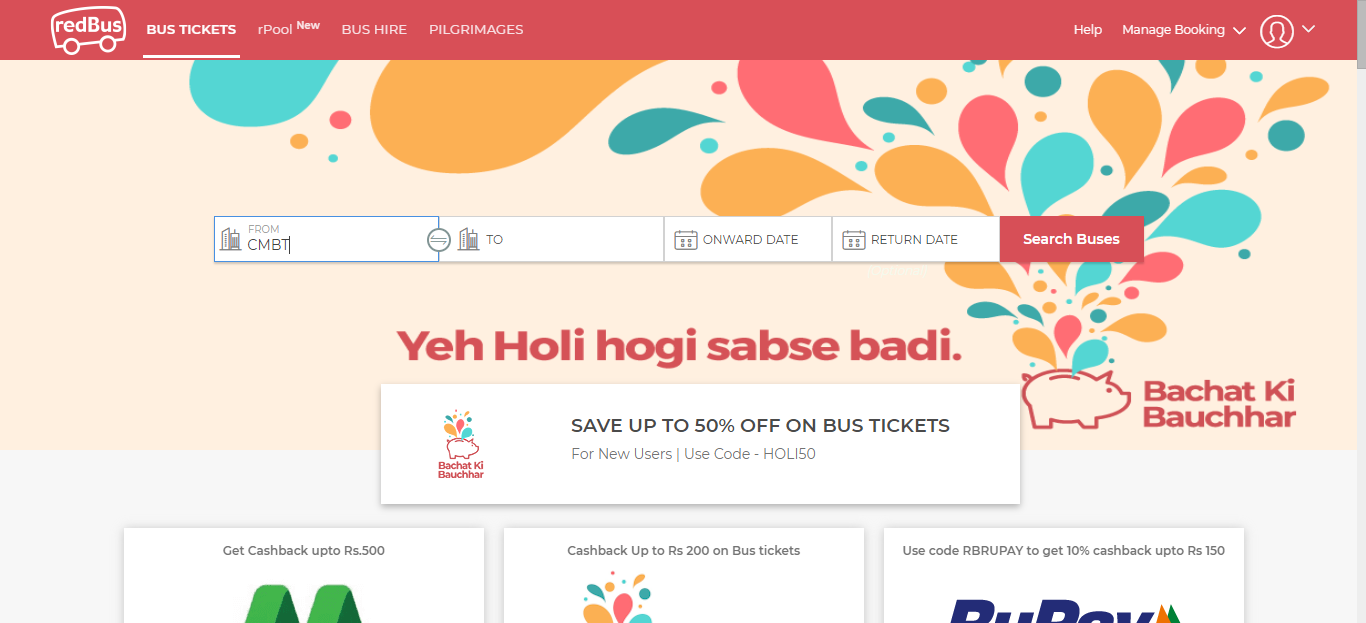 redBus
BUS TICKETS
rPool New
BUS HIRE
PILGRIMAGES
Help
Manage Booking
FROM
CMBT
TO
ONWARD DATE
RETURN DATE
Search Buses
Yeh Holi hogi sabse badi.
Bachat Ki
Bauchhar
SAVE UP TO 50% OFF ON BUS TICKETS
For New Users | Use Code - HOLI50
Bachat Ki
Bauchhar
Get Cashback upto Rs.500
Cashback Up to Rs 200 on Bus tickets
Use code RBRUPAY to get 10% cashback upto Rs 150
RuPay